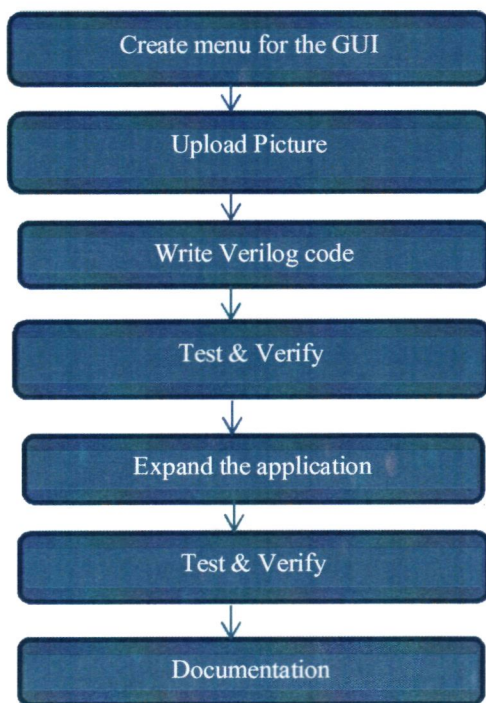 Create menu for the GUI
Upload Picture
Write Verilog code
Test & Verify
Expand the application
Test & Verify
Documentation